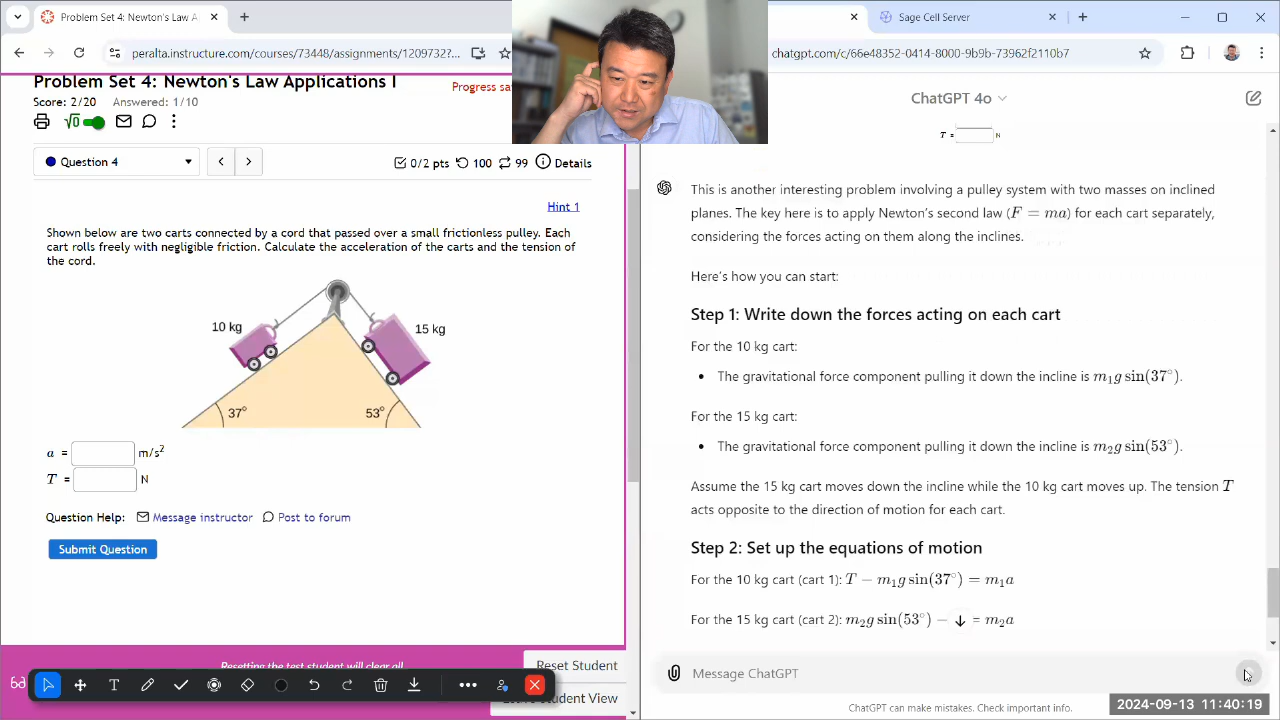 Problem Set 4: Newton's Law A
Sage Cell Server
peralta.instructure.com/courses/73448/assignments/12097327...
chatgpt.com/c/66e48352-0414-8000-9b9b-73962f2110b7
Problem Set 4: Newton's Law Applications I
Progress sa
Score: 2/20 Answered: 1/10
√0
Question 4
0/2 pts 100 99 Details
Hint 1
Shown below are two carts connected by a cord that passed over a small frictionless pulley. Each
cart rolls freely with negligible friction. Calculate the acceleration of the carts and the tension of
the cord.
10 kg
15 kg
37°
53°
a = m/s²
T = N
Question Help: Message instructor Post to forum
Submit Question
Resetting the test student will clear all
Reset Student
Leave Student View
ChatGPT 4o
T = N
This is another interesting problem involving a pulley system with two masses on inclined
planes. The key here is to apply Newton's second law (F = ma) for each cart separately,
considering the forces acting on them along the inclines.
Here's how you can start:
Step 1: Write down the forces acting on each cart
For the 10 kg cart:
• The gravitational force component pulling it down the incline is m₁g sin(37°).
For the 15 kg cart:
• The gravitational force component pulling it down the incline is m₂g sin(53°).
Assume the 15 kg cart moves down the incline while the 10 kg cart moves up. The tension T
acts opposite to the direction of motion for each cart.
Step 2: Set up the equations of motion
For the 10 kg cart (cart 1): T − m₁g sin(37°) = m₁a
For the 15 kg cart (cart 2): m₂g sin(53°) − = m₂a
Message ChatGPT
ChatGPT can make mistakes. Check important info.
2024-09-13 11:40:19